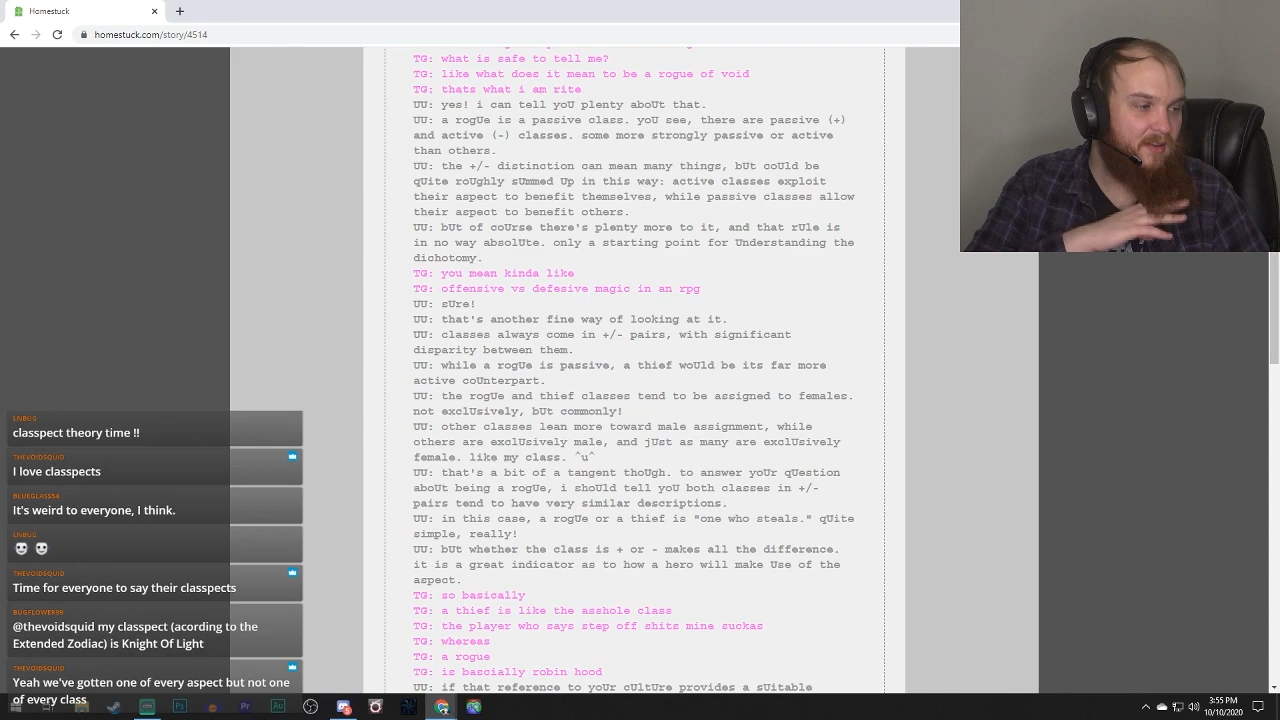 Homestuck
homestuck.com/story/4514
TG: what is safe to tell me?
TG: like what does it mean to be a rogue of void
TG: thats what i am rite
UU: yes! i can tell yoU plenty aboUt that.
UU: a rogUe is a passive class. yoU see, there are passive (+)
and active (-) classes. some more strongly passive or active
than others.
UU: the +/- distinction can mean many things, bUt coUld be
qUite roUghly sUmmed Up in this way: active classes exploit
their aspect to benefit themselves, while passive classes allow
their aspect to benefit others.
UU: bUt of coUrse there's plenty more to it, and that rUle is
in no way absolUte. only a starting point for Understanding the
dichotomy.
TG: you mean kinda like
TG: offensive vs defesive magic in an rpg
UU: sUre!
UU: that's another fine way of looking at it.
UU: classes always come in +/- pairs, with significant
disparity between them.
UU: while a rogUe is passive, a thief woUld be its far more
active coUnterpart.
UU: the rogUe and thief classes tend to be assigned to females.
not exclUsively, bUt commonly!
UU: other classes lean more toward male assignment, while
others are exclUsively male, and jUst as many are exclUsively
female. like my class. ^u^
UU: that's a bit of a tangent thoUgh. to answer yoUr qUestion
aboUt being a rogUe, i shoUld tell yoU both classes in +/-
pairs tend to have very similar descriptions.
UU: in this case, a rogUe or a thief is "one who steals." qUite
simple, really!
UU: bUt whether the class is + or - makes all the difference.
it is a great indicator as to how a hero will make Use of the
aspect.
TG: so basically
TG: a thief is like the asshole class
TG: the player who says step off shits mine suckas
TG: whereas
TG: a rogue
TG: is bascially robin hood
UU: if that reference to yoUr cUltUre provides a sUitable
LNBUG
classpect theory time !!
THEVOIDSQUID
I love classpects
BLUEGLASS54
It's weird to everyone, I think.
LNBUG
THEVOIDSQUID
Time for everyone to say their classpects
BUGFLOWER99
@thevoidsquid my classpect (acording to the
Extended Zodiac) is Knight Of Light
THEVOIDSQUID
Yeah we've gotten one of every aspect but not one
of every class
3:55 PM
10/10/2020